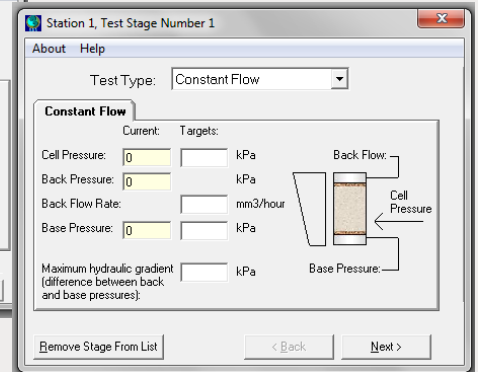 Station 1, Test Stage Number 1
About Help
Test Type: Constant Flow
Constant Flow
Current: Targets:
Cell Pressure: 0 kPa
Back Pressure: 0 kPa
Back Flow Rate: mm3/hour
Base Pressure: 0 kPa
Maximum hydraulic gradient kPa
(difference between back
and base pressures):
Back Flow:
Cell
Pressure
Base Pressure:
Remove Stage From List < Back Next >